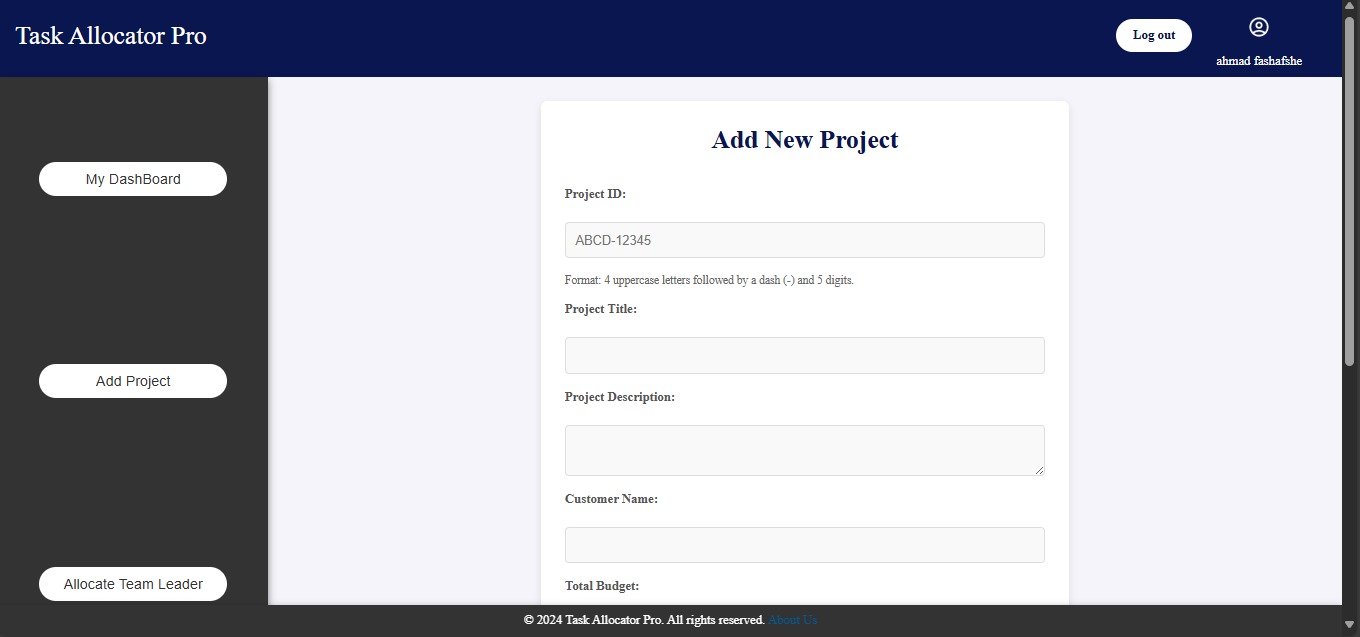 Task Allocator Pro
Log out
ahmad fashafshe
My DashBoard
Add Project
Allocate Team Leader
Add New Project
Project ID:
ABCD-12345
Format: 4 uppercase letters followed by a dash (-) and 5 digits.
Project Title:
Project Description:
Customer Name:
Total Budget:
© 2024 Task Allocator Pro. All rights reserved. About Us